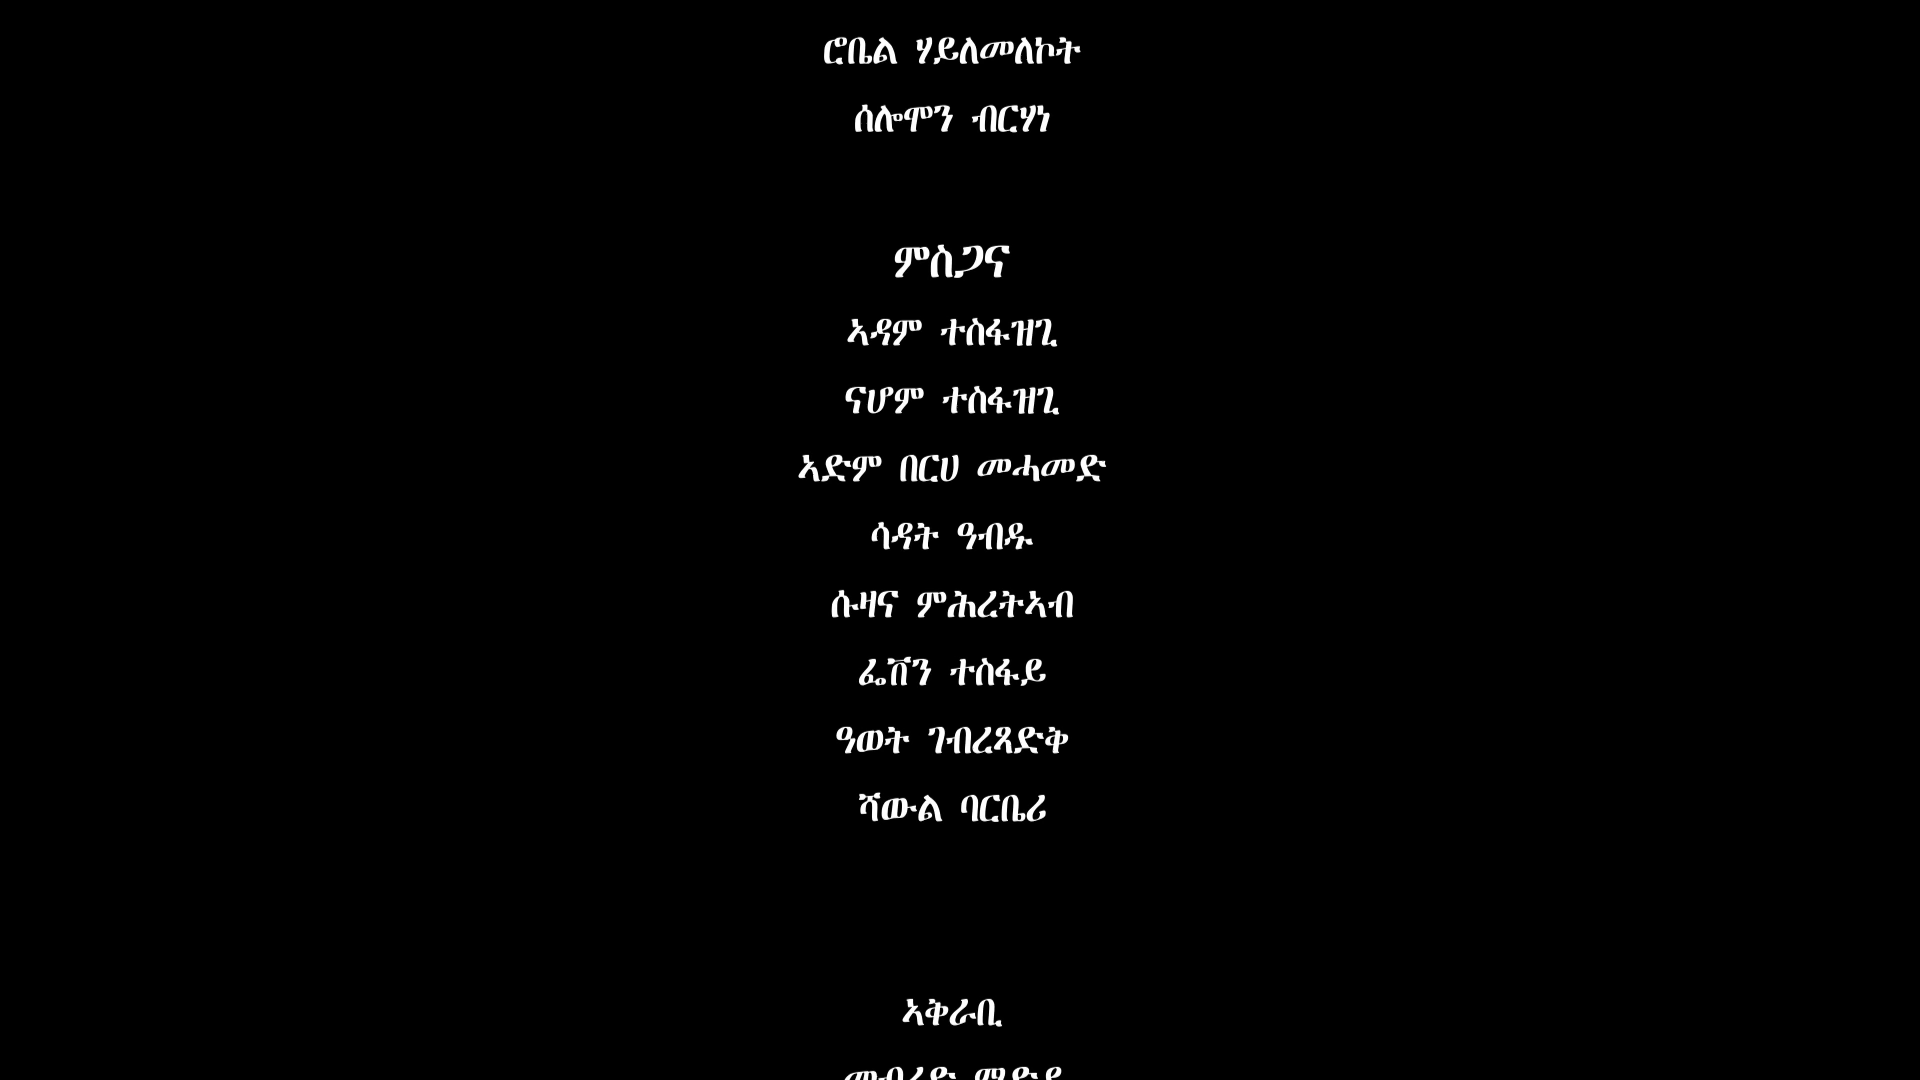 ሮቤል ሃይለመለኮት
ሰሎሞን ብርሃነ
ምስጋና
ኣዳም ተስፋዝጊ
ናሆም ተስፋዝጊ
ኣድም በርሀ መሓመድ
ሳዳት ዓብዱ
ሱዛና ምሕረትኣብ
ፌቨን ተስፋይ
ዓወት ገብረጻድቅ
ሻውል ባርቤሪ
ኣቅራቢ